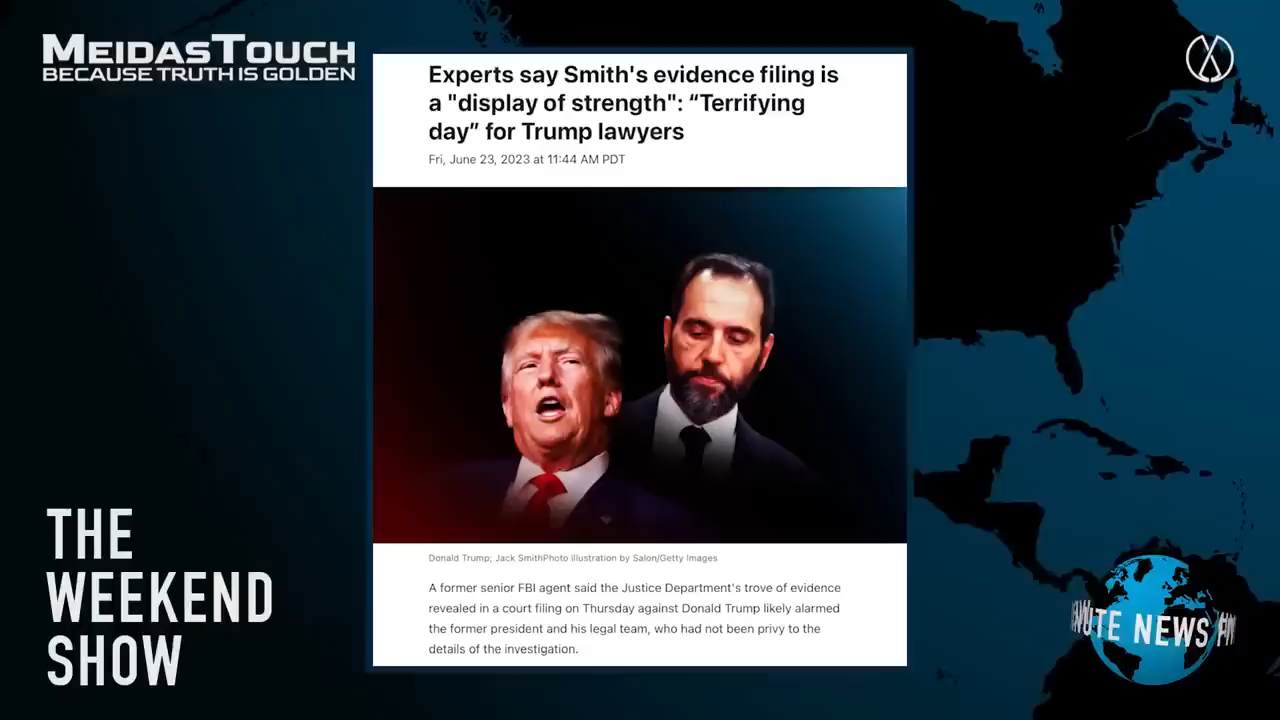 MEIDASTOUCH
BECAUSE TRUTH IS GOLDEN
Experts say Smith's evidence filing is
a "display of strength": “Terrifying
day” for Trump lawyers
Fri, June 23, 2023 at 11:44 AM PDT
Donald Trump; Jack SmithPhoto illustration by Salon/Getty Images
A former senior FBI agent said the Justice Department's trove of evidence
revealed in a court filing on Thursday against Donald Trump likely alarmed
the former president and his legal team, who had not been privy to the
details of the investigation.
THE
WEEKEND
SHOW
NEWS